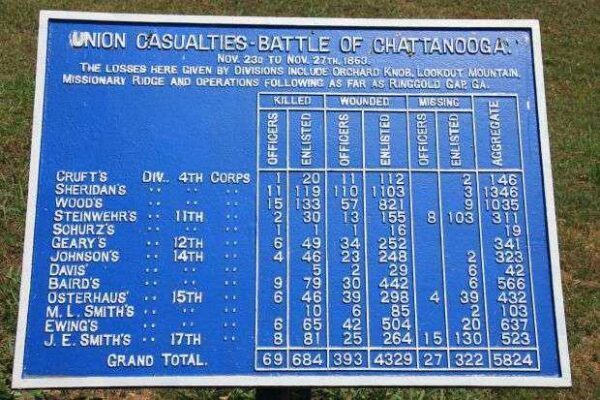 UNION CASUALTIES-BATTLE OF CHATTANOOGA.
NOV. 23D TO NOV. 27TH, 1863.
THE LOSSES HERE GIVEN BY DIVISIONS INCLUDE ORCHARD KNOB, LOOKOUT MOUNTAIN,
MISSIONARY RIDGE AND OPERATIONS FOLLOWING AS FAR AS RINGGOLD GAP, GA.
KILLED WOUNDED MISSING AGGREGATE
OFFICERS ENLISTED OFFICERS ENLISTED OFFICERS ENLISTED
CRUFT'S DIV. 4TH CORPS 1 20 11 112 2 146
SHERIDAN'S " " " 11 119 110 1103 3 1346
WOOD'S " " " 15 133 57 821 9 1035
STEINWEHR'S " 11TH " 2 30 13 155 8 103 311
SCHURZ'S " " " 1 1 1 16 19
GEARY'S " 12TH " 6 49 34 252 341
JOHNSON'S " 14TH " 4 46 23 248 2 323
DAVIS' " " " 5 2 29 6 42
BAIRD'S " " " 9 79 30 442 6 566
OSTERHAUS' " 15TH " 6 46 39 298 4 39 432
M. L. SMITH'S " " " 10 6 85 2 103
EWING'S " " " 6 65 42 504 20 637
J. E. SMITH'S " 17TH " 8 81 25 264 15 130 523
GRAND TOTAL. 69 684 393 4329 27 322 5824